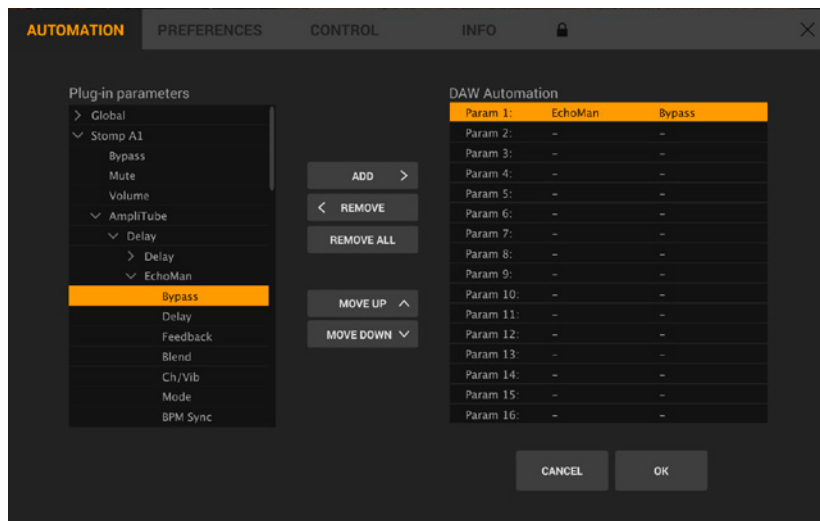 AUTOMATION PREFERENCES CONTROL INFO
Plug-in parameters
Global
Stomp A1
Bypass
Mute
Volume
AmpliTube
Delay
Delay
EchoMan
Bypass
Delay
Feedback
Blend
Ch/Vib
Mode
BPM Sync
ADD
REMOVE
REMOVE ALL
MOVE UP
MOVE DOWN
DAW Automation
Param 1: EchoMan Bypass
Param 2: - -
Param 3: - -
Param 4: - -
Param 5: - -
Param 6: - -
Param 7: - -
Param 8: - -
Param 9: - -
Param 10: - -
Param 11: - -
Param 12: - -
Param 13: - -
Param 14: - -
Param 15: - -
Param 16: - -
CANCEL OK